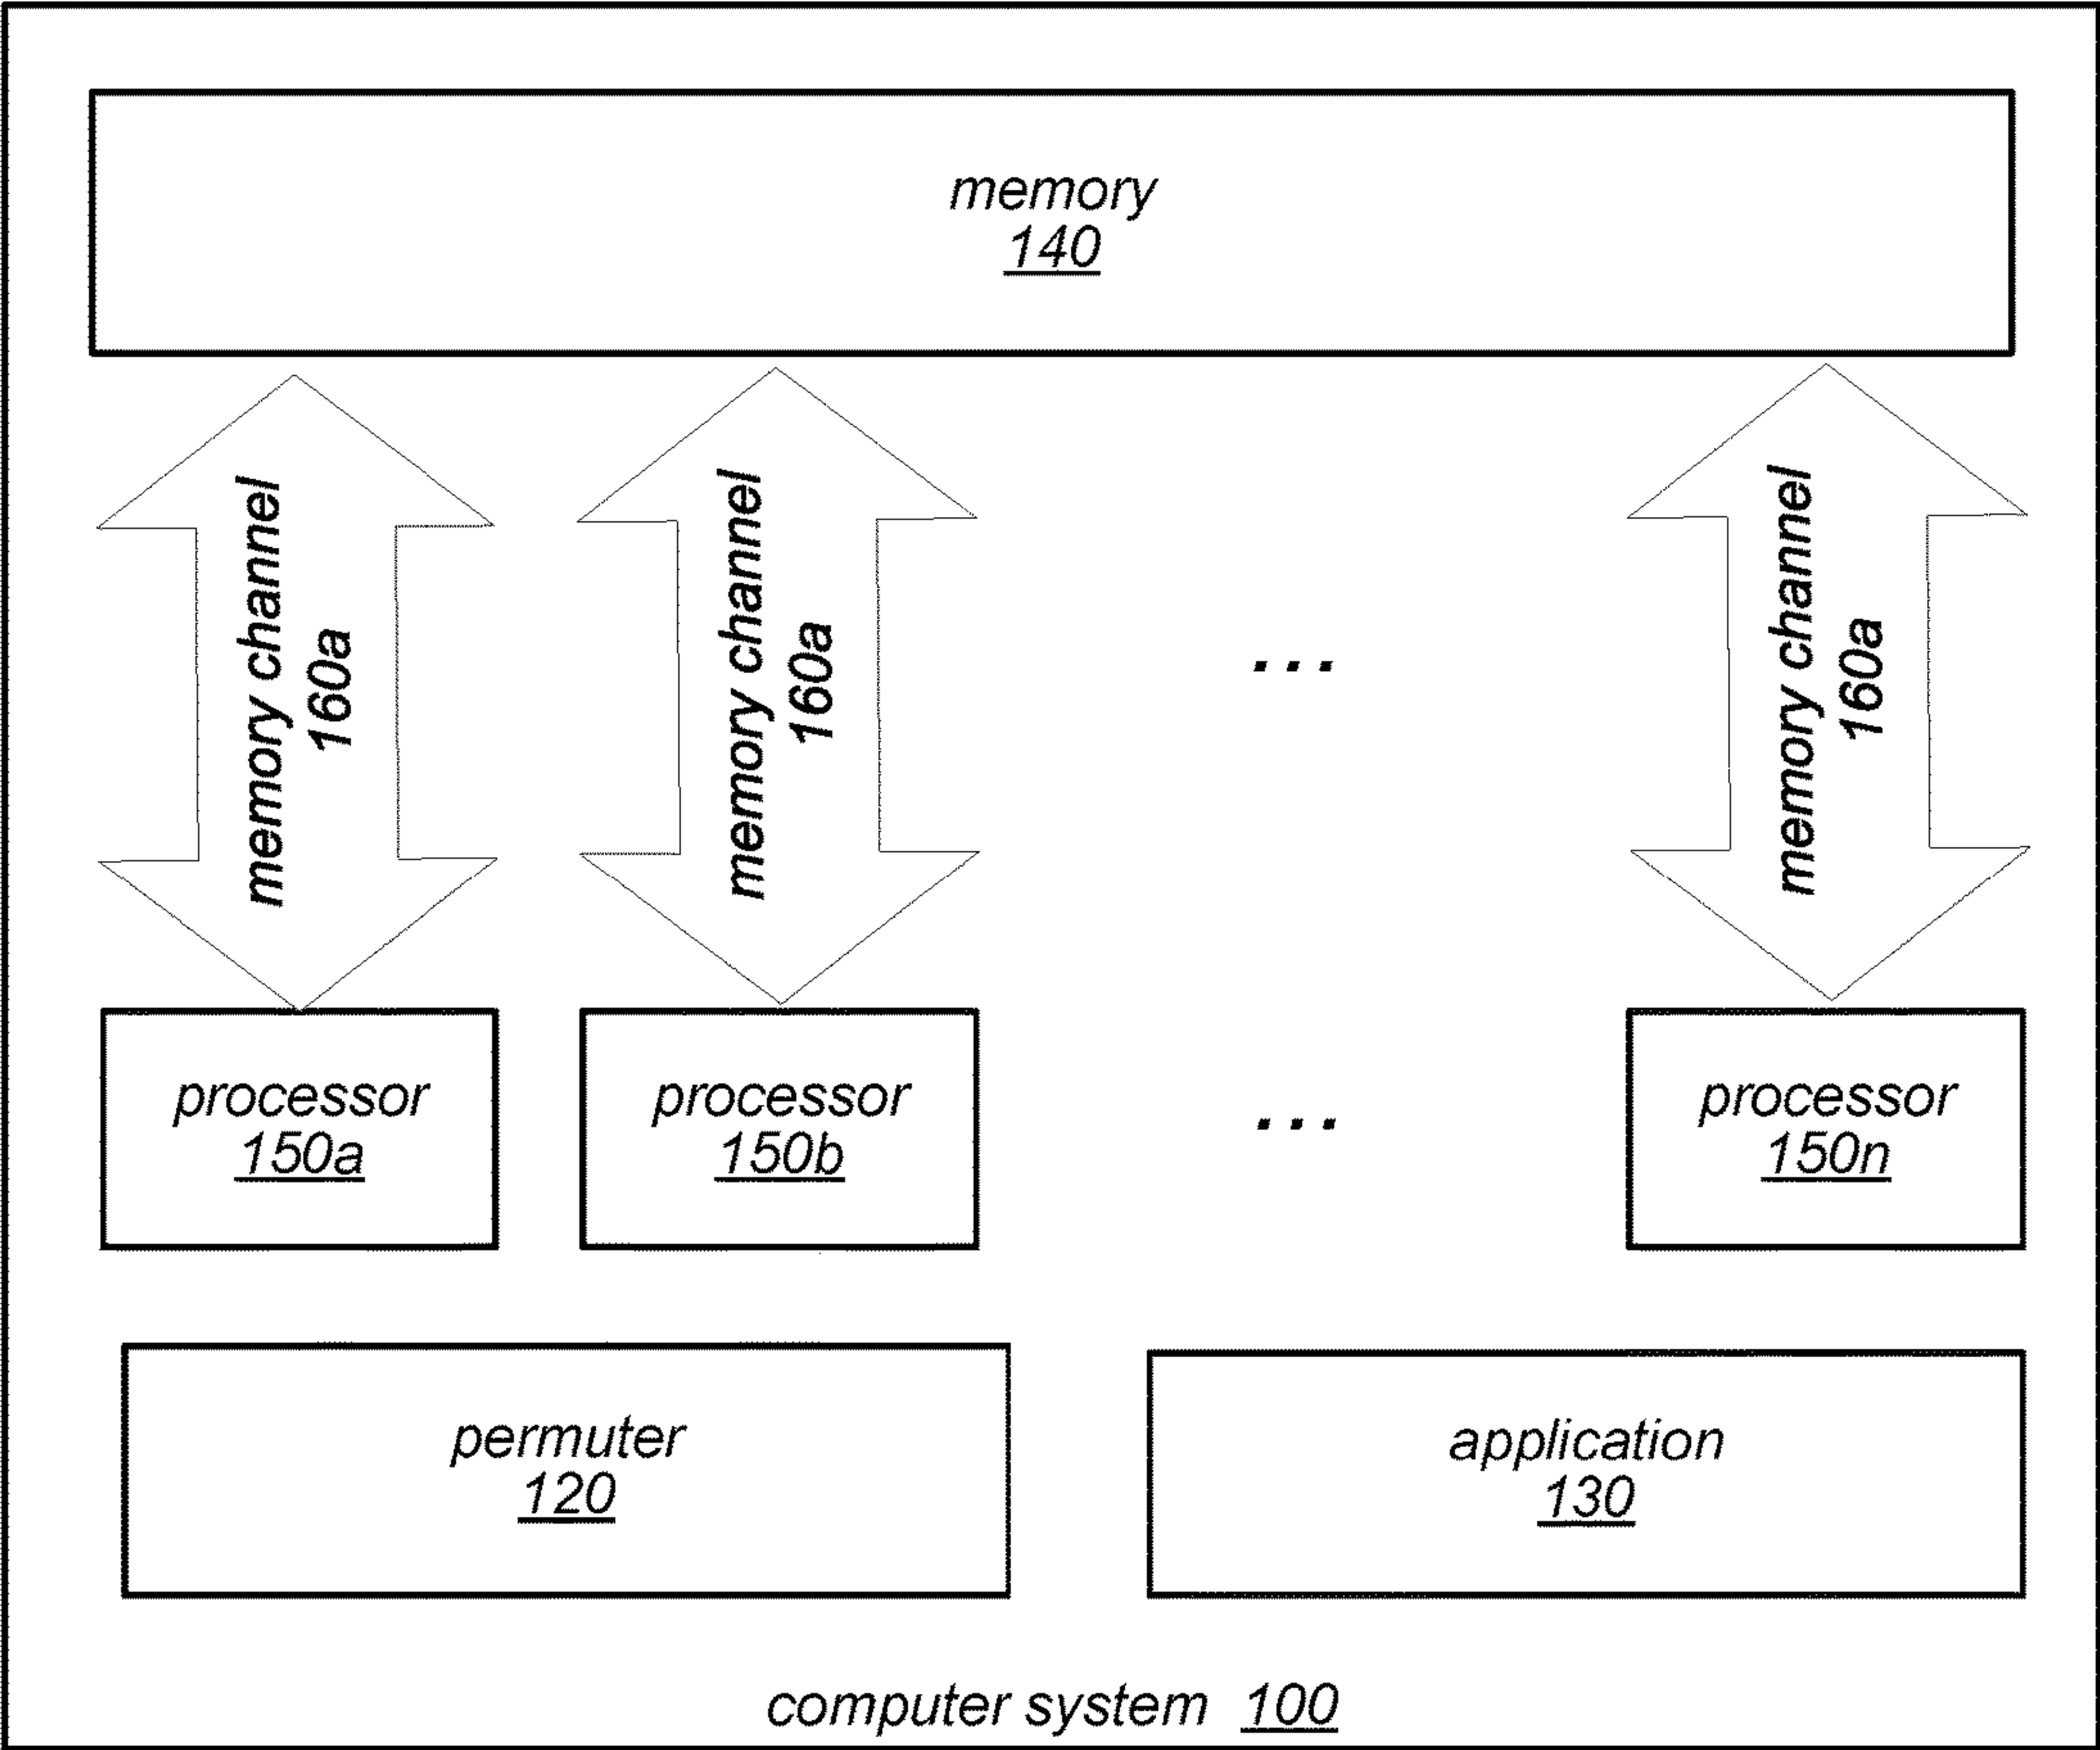 memory
140
memory channel
160a
memory channel
160a
...
memory channel
160a
processor
150a
processor
150b
...
processor
150n
permuter
120
application
130
computer system 100